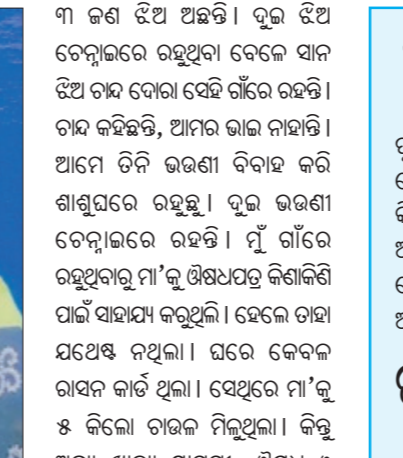 ୩ ଜଣ ଝିଅ ଅଛନ୍ତି। ଦୁଇ ଝିଅ
ଚେନ୍ନାଇରେ ରହୁଥିବା ବେଳେ ସାନ
ଝିଅ ଚାନ୍ଦ ଦୋରା ସେହି ଗାଁରେ ରହନ୍ତି।
ଚାନ୍ଦ କହିଛନ୍ତି, ଆମର ଭାଇ ନାହାନ୍ତି।
ଆମେ ତିନି ଭଉଣୀ ବିବାହ କରି
ଶାଶୁଘରେ ରହୁଛୁ। ଦୁଇ ଭଉଣୀ
ଚେନ୍ନାଇରେ ରହନ୍ତି। ମୁଁ ଗାଁରେ
ରହୁଥିବାରୁ ମା’କୁ ଔଷଧପତ୍ର କିଣାକିଣି
ପାଇଁ ସାହାଯ୍ୟ କରୁଥିଲି। ହେଲେ ତାହା
ଯଥେଷ୍ଟ ନଥିଲା। ଘରେ କେବଳ
ରାସନ କାର୍ଡ ଥିଲା। ସେଥିରେ ମା’କୁ
୫ କିଲୋ ଚାଉଳ ମିଳୁଥିଲା। କିନ୍ତୁ